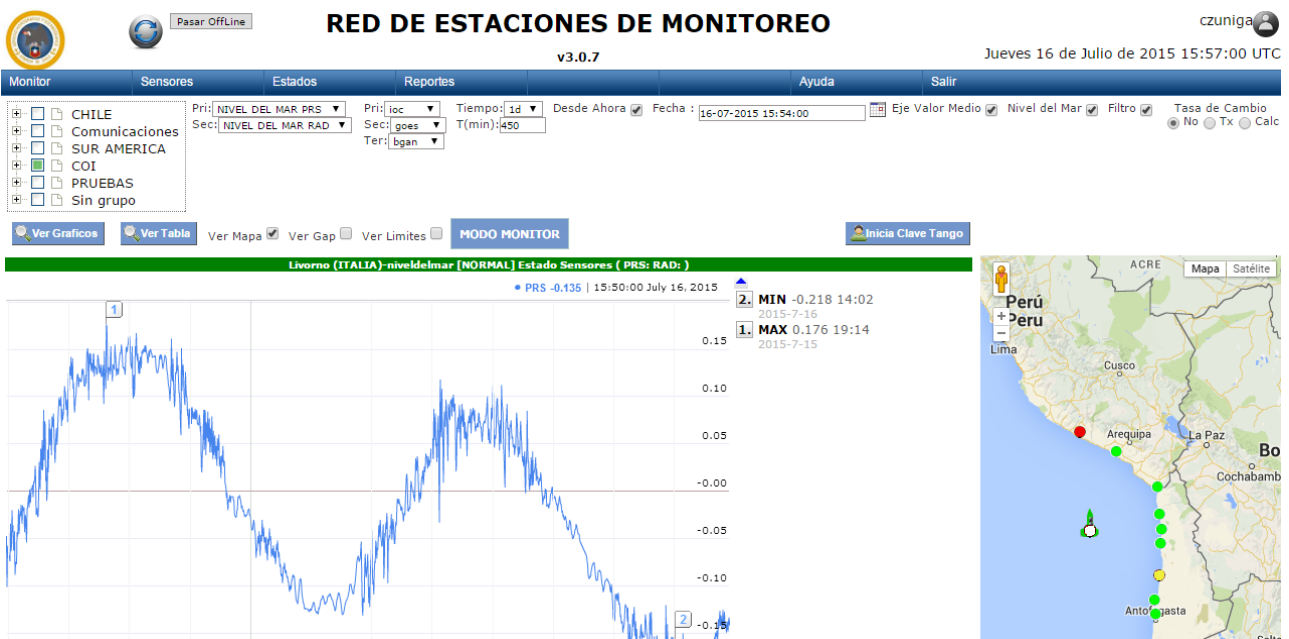 Pasar OffLine
RED DE ESTACIONES DE MONITOREO
v3.0.7
czuniga
Jueves 16 de Julio de 2015 15:57:00 UTC
Monitor Sensores Estados Reportes Ayuda Salir
CHILE
Comunicaciones
SUR AMERICA
COI
PRUEBAS
Sin grupo
Pri: NIVEL DEL MAR PRS
Sec: NIVEL DEL MAR RAD
Pri: ioc
Sec: goes
Ter: bgan
Tiempo: 1d
T(min): 450
Desde Ahora
Fecha : 16-07-2015 15:54:00
Eje Valor Medio
Nivel del Mar
Filtro
Tasa de Cambio
No Tx Calc
Ver Graficos
Ver Tabla
Ver Mapa
Ver Gap
Ver Limites
MODO MONITOR
Inicia Clave Tango
Livorno (ITALIA)-niveldelmar [NORMAL] Estado Sensores ( PRS: RAD: )
PRS -0.135 | 15:50:00 July 16, 2015
1
2
0.15
0.10
0.05
-0.00
-0.05
-0.10
-0.15
2. MIN -0.218 14:02
2015-7-16
1. MAX 0.176 19:14
2015-7-15
ACRE
Mapa Satélite
+
−
Perú
Peru
Lima
Cusco
Arequipa
La Paz
Bo
Cochabamb
Antofagasta
Salta